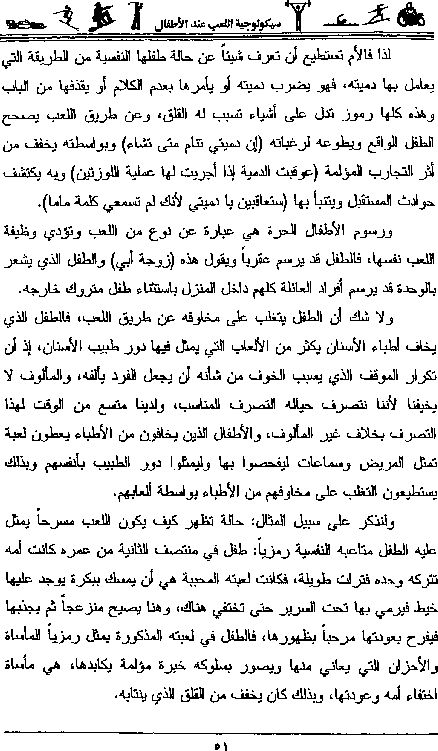 سيكولوجية اللعب عند الأطفال
لذا فالأم تستطيع أن تعرف شيئاً عن حالة طفلها النفسية من الطريقة التي
يعامل بها دميته، فهو يضرب دميته أو يأمرها بعدم الكلام أو يقذفها من الباب
وهذه كلها رموز تدل على أشياء تسبب له القلق، وعن طريق اللعب يصحح
الطفل الواقع ويطوعه لرغباته (إن دميتي تنام متى تشاء) وبواسطته يخفف من
أثر التجارب المؤلمة (عوقبت الدمية إذا أجريت لها عملية اللوزتين) وبه يكتشف
حوادث المستقبل ويتنبأ بها (ستعاقبين يا دميتي لأنك لم تسمعي كلمة ماما).
ورسوم الأطفال الحرة هي عبارة عن نوع من اللعب وتؤدي وظيفة
اللعب نفسها، فالطفل قد يرسم عقرباً ويقول هذه (زوجة أبي) والطفل الذي يشعر
بالوحدة قد يرسم أفراد العائلة كلهم داخل المنزل باستثناء طفل متروك خارجه.
ولا شك أن الطفل يتغلب على مخاوفه عن طريق اللعب، فالطفل الذي
يخاف أطباء الأسنان يكثر من الألعاب التي يمثل فيها دور طبيب الأسنان، إذ أن
تكرار الموقف الذي يسبب الخوف من شأنه أن يجعل الفرد يألفه، والمألوف لا
يخيفنا لأننا نتصرف حياله التصرف المناسب، ولدينا متسع من الوقت لهذا
التصرف بخلاف غير المألوف، والأطفال الذين يخافون من الأطباء يعطون لعبة
تمثل المريض وسماعات ليفحصوا بها وليمثلوا دور الطبيب بأنفسهم وبذلك
يستطيعون التغلب على مخاوفهم من الأطباء بواسطة ألعابهم.
ولنذكر علي سبيل المثال؛ حالة تظهر كيف يكون اللعب مسرحاً يمثل
عليه الطفل متاعبه النفسية رمزياً: طفل في منتصف الثانية من عمره كانت أمه
تتركه وحده فترات طويلة، فكانت لعبته المحببة هي أن يمسك ببكرة يوجد عليها
خيط فيرمي بها تحت السرير حتى تختفي هناك، وهنا يصيح منزعجاً ثم يجذبها
فيفرح بعودتها مرحباً بظهورها، فالطفل في لعبته المذكورة يمثل رمزياً المأساة
والأحزان التي يعاني منها ويصور بسلوكه خبرة مؤلمة يكابدها، هي مأساة
اختفاء أمه وعودتها، وبذلك كان يخفف من القلق الذي ينتابه.
٥١